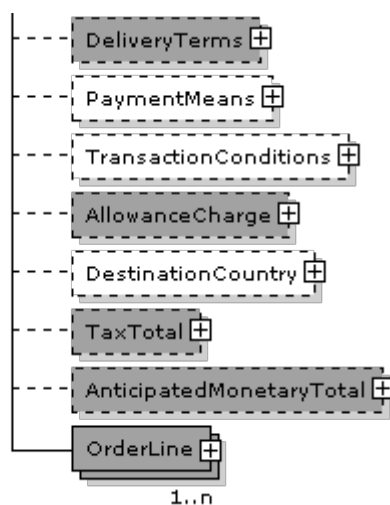 DeliveryTerms
PaymentMeans
TransactionConditions
AllowanceCharge
DestinationCountry
TaxTotal
AnticipatedMonetaryTotal
OrderLine
1..n